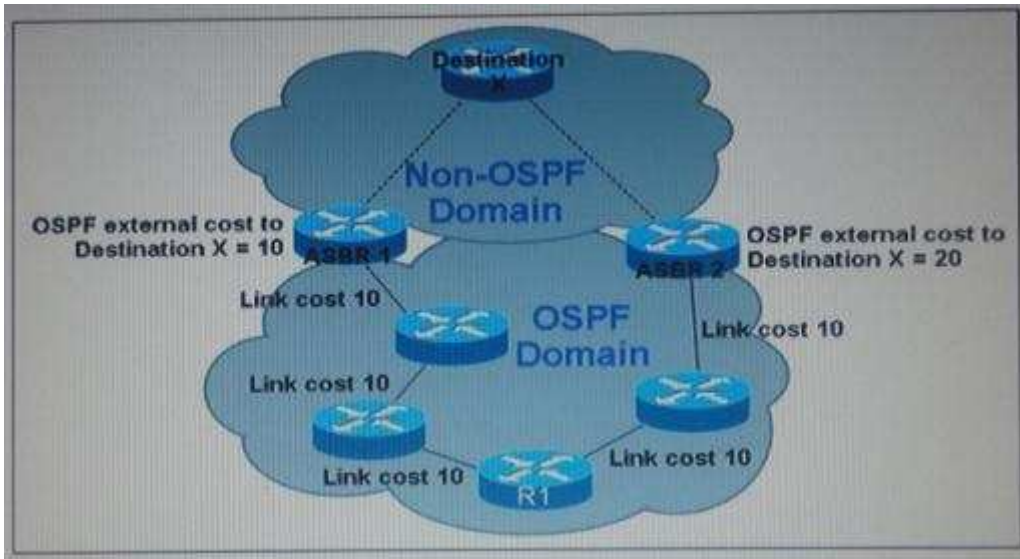 Destination
X
Non-OSPF
Domain
OSPF external cost to
Destination X = 10
ASBR 1
ASBR 2
OSPF external cost to
Destination X = 20
Link cost 10
OSPF
Domain
Link cost 10
Link cost 10
Link cost 10
Link cost 10
R1